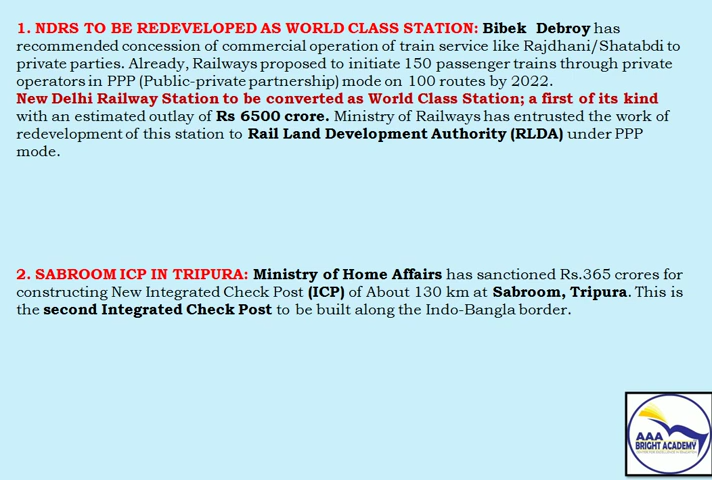 1. NDRS TO BE REDEVELOPED AS WORLD CLASS STATION: Bibek Debroy has
recommended concession of commercial operation of train service like Rajdhani/Shatabdi to
private parties. Already, Railways proposed to initiate 150 passenger trains through private
operators in PPP (Public-private partnership) mode on 100 routes by 2022.
New Delhi Railway Station to be converted as World Class Station; a first of its kind
with an estimated outlay of Rs 6500 crore. Ministry of Railways has entrusted the work of
redevelopment of this station to Rail Land Development Authority (RLDA) under PPP
mode.
2. SABROOM ICP IN TRIPURA: Ministry of Home Affairs has sanctioned Rs.365 crores for
constructing New Integrated Check Post (ICP) of About 130 km at Sabroom, Tripura. This is
the second Integrated Check Post to be built along the Indo-Bangla border.
AAA
BRIGHT ACADEMY